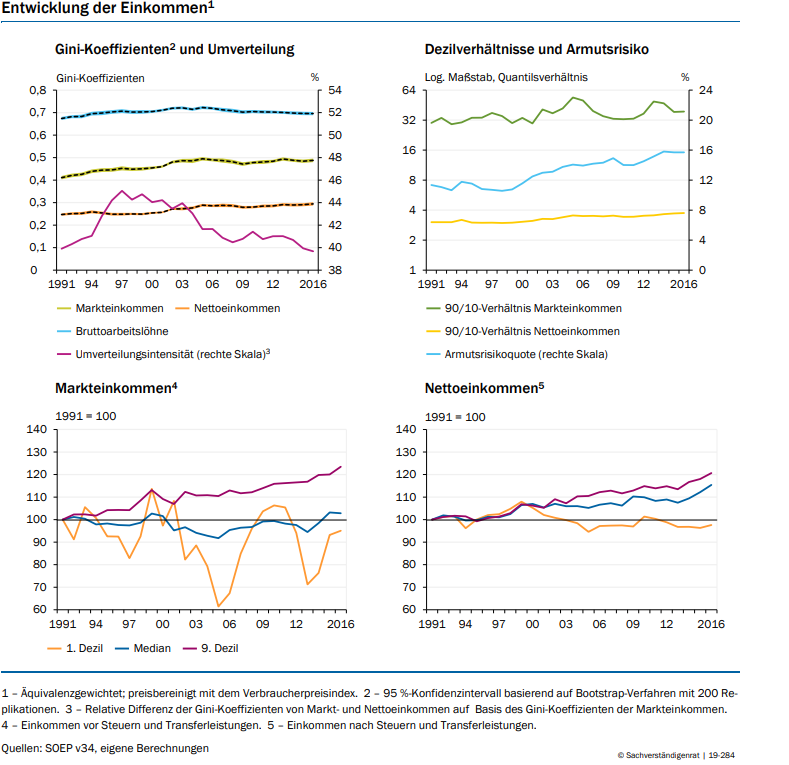 Entwicklung der Einkommen¹
Gini-Koeffizienten² und Umverteilung
Gini-Koeffizienten %
0,8 54
0,7 52
0,6 50
0,5 48
0,4 46
0,3 44
0,2 42
0,1 40
0 38
1991 94 97 00 03 06 09 12 2016
Markteinkommen Nettoeinkommen
Bruttoarbeitslöhne
Umverteilungsintensität (rechte Skala)³
Dezilverhältnisse und Armutsrisiko
Log. Maßstab, Quantilsverhältnis %
64 24
32 20
16 16
8 12
4 8
2 4
1 0
1991 94 97 00 03 06 09 12 2016
90/10-Verhältnis Markteinkommen
90/10-Verhältnis Nettoeinkommen
Armutsrisikoquote (rechte Skala)
Markteinkommen⁴
1991 = 100
140
130
120
110
100
90
80
70
60
1991 94 97 00 03 06 09 12 2016
1. Dezil Median 9. Dezil
Nettoeinkommen⁵
1991 = 100
140
130
120
110
100
90
80
70
60
1991 94 97 00 03 06 09 12 2016
1 – Äquivalenzgewichtet; preisbereinigt mit dem Verbraucherpreisindex. 2 – 95 %-Konfidenzintervall basierend auf Bootstrap-Verfahren mit 200 Re-
plikationen. 3 – Relative Differenz der Gini-Koeffizienten von Markt- und Nettoeinkommen auf Basis des Gini-Koeffizienten der Markteinkommen.
4 – Einkommen vor Steuern und Transferleistungen. 5 – Einkommen nach Steuern und Transferleistungen.
Quellen: SOEP v34, eigene Berechnungen
© Sachverständigenrat | 19-284